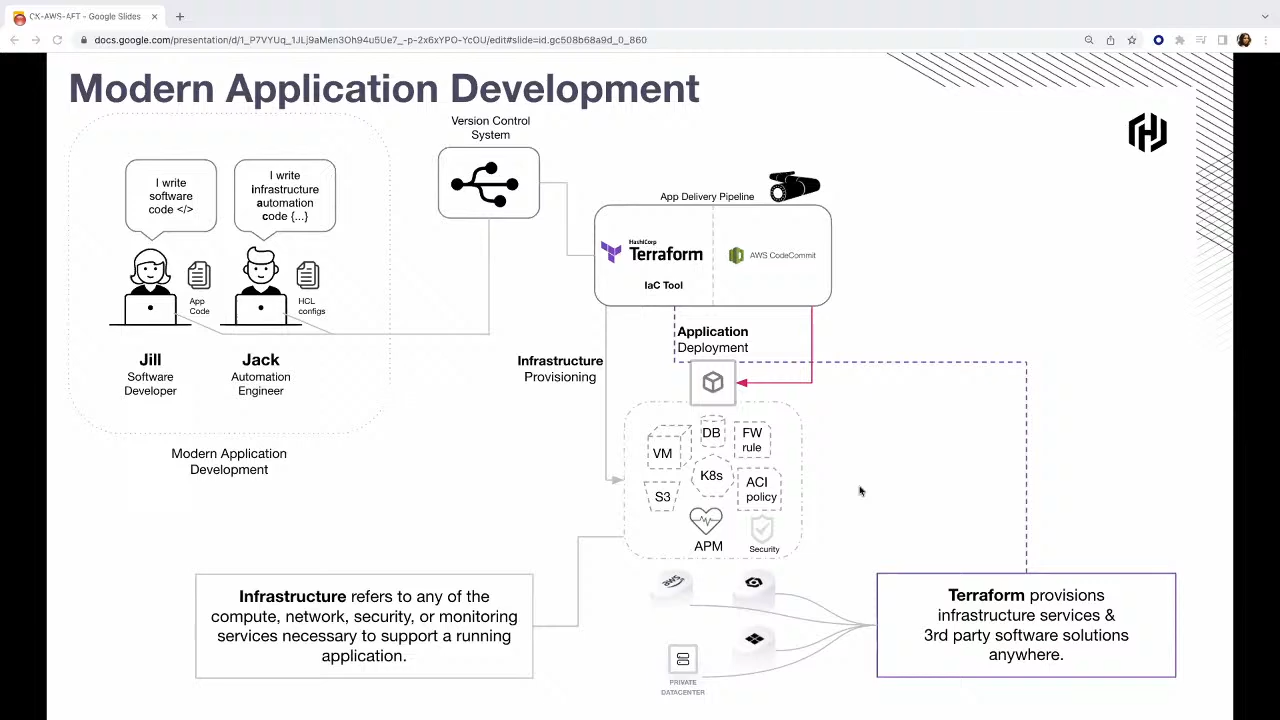 CX-AWS-AFT - Google Slides
docs.google.com/presentation/d/1_P7VYUq_1JLj9aMen3Oh94u5Ue7_-p-2x6xYFO-YcOU/edit#slide=id.gc508b68a9d_0_860
Modern Application Development
Version Control
System
I write
software
code </>
I write
infrastructure
automation
code {...}
App Delivery Pipeline
HashiCorp
Terraform
IaC Tool
AWS CodeCommit
App
Code
HCL
configs
Jill
Software
Developer
Jack
Automation
Engineer
Modern Application
Development
Infrastructure
Provisioning
Application
Deployment
VM
DB
FW
rule
K8s
S3
ACI
policy
APM
Security
Infrastructure refers to any of the
compute, network, security, or monitoring
services necessary to support a running
application.
aws
PRIVATE
DATACENTER
Terraform provisions
infrastructure services &
3rd party software solutions
anywhere.